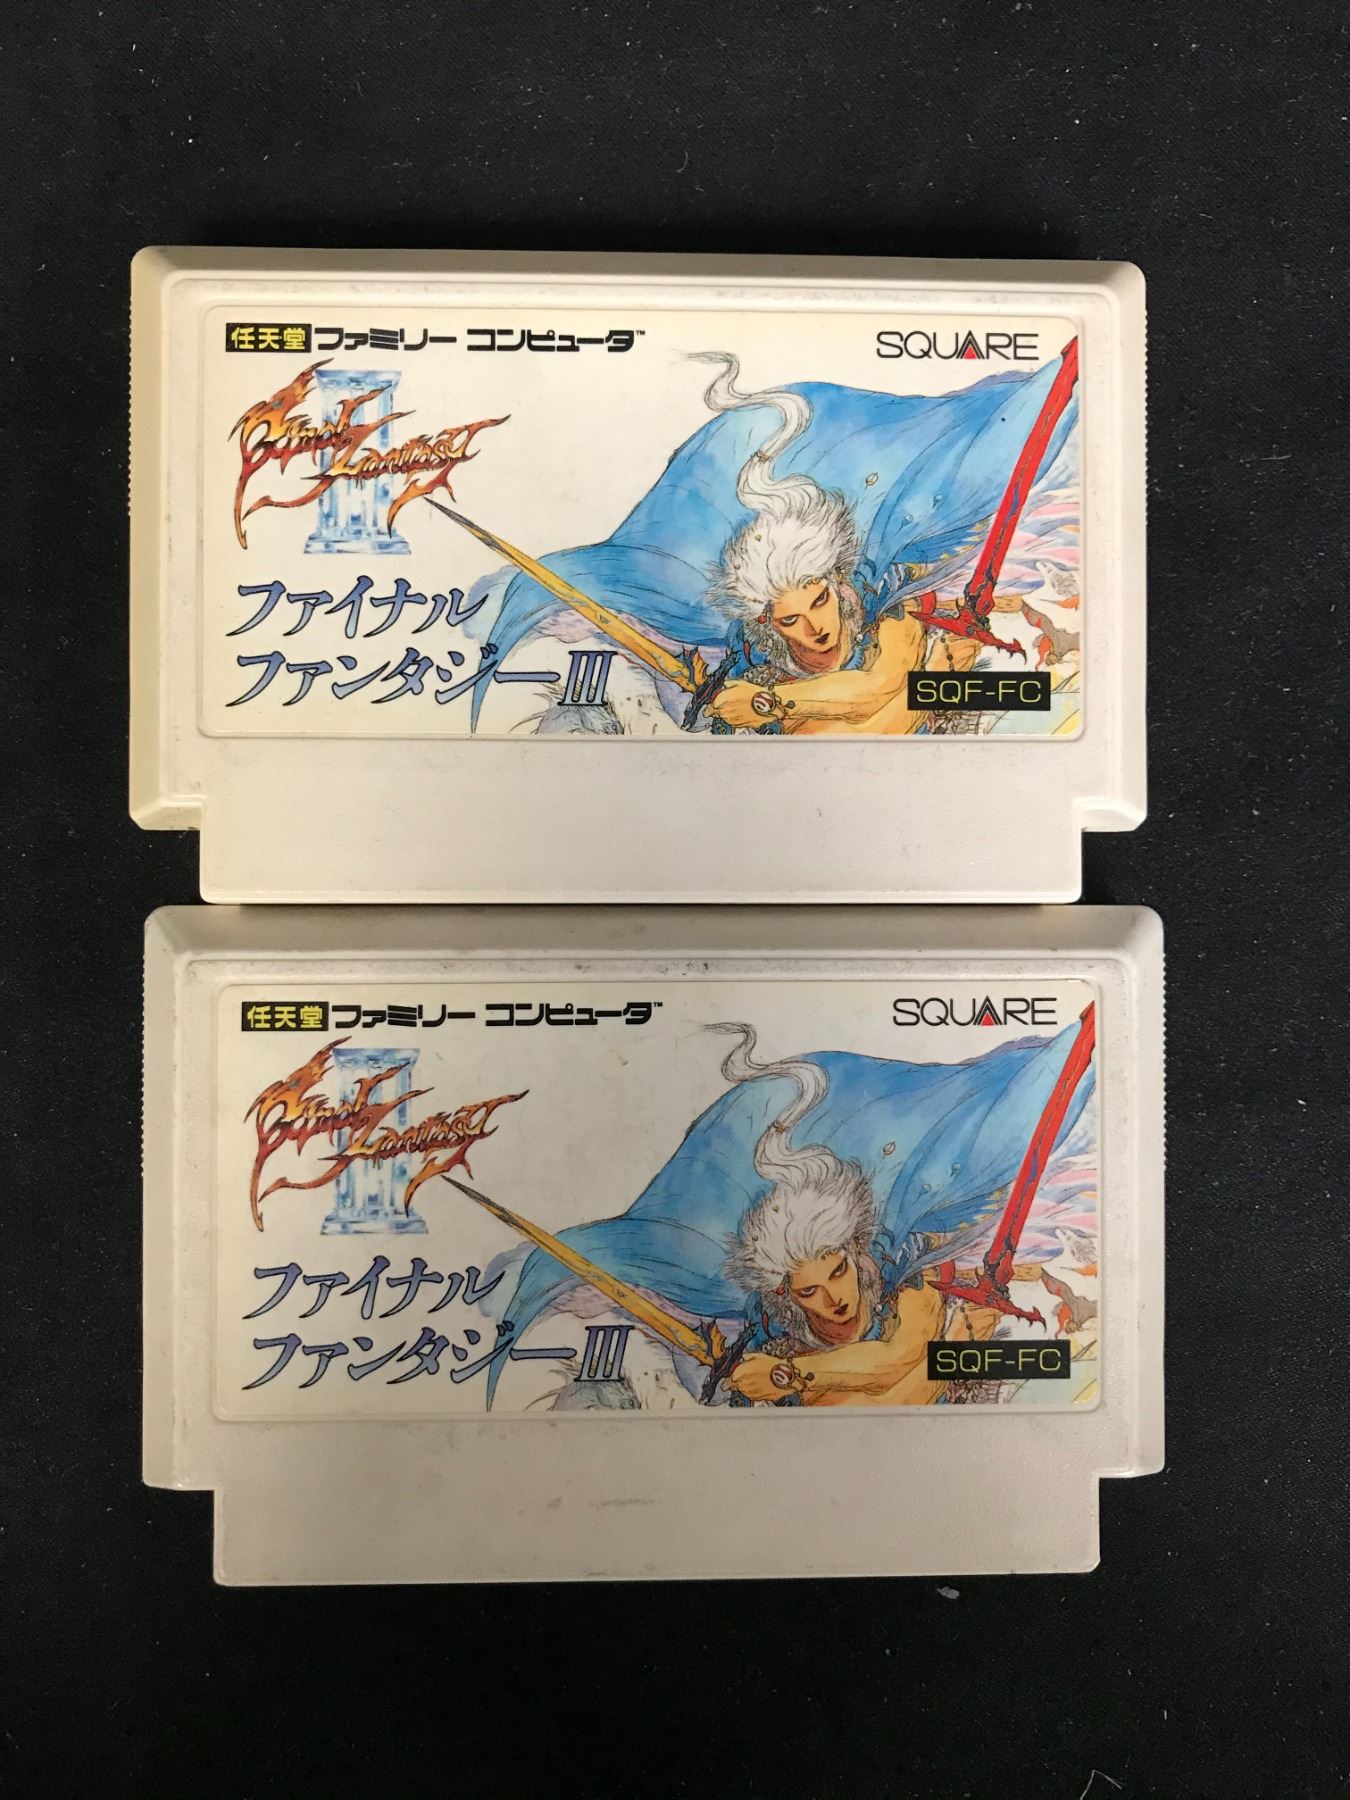 任天堂 ファミリー コンピュータ™
SQUARE
Final Fantasy
III
ファイナル
ファンタジーIII
SQF-FC
任天堂 ファミリー コンピュータ™
SQUARE
Final Fantasy
III
ファイナル
ファンタジーIII
SQF-FC